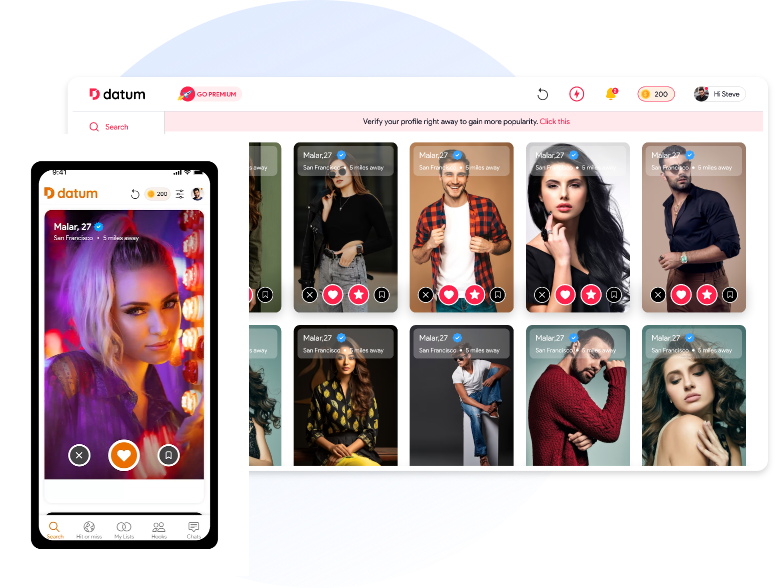 datum
GO PREMIUM
200
Hi Steve
Search
Verify your profile right away to gain more popularity. Click this
Malar,27
San Francisco • 5 miles away
Malar,27
San Francisco • 5 miles away
Malar,27
San Francisco • 5 miles away
Malar,27
San Francisco • 5 miles away
away
Malar,27
San Francisco • 5 miles away
Malar,27
San Francisco • 5 miles away
Malar,27
San Francisco • 5 miles away
Malar,27
San Francisco • 5 miles away
away
9:41
datum
200
Malar, 27
San Francisco • 5 miles away
Search
Hit or miss
My Lists
Hooks
Chats